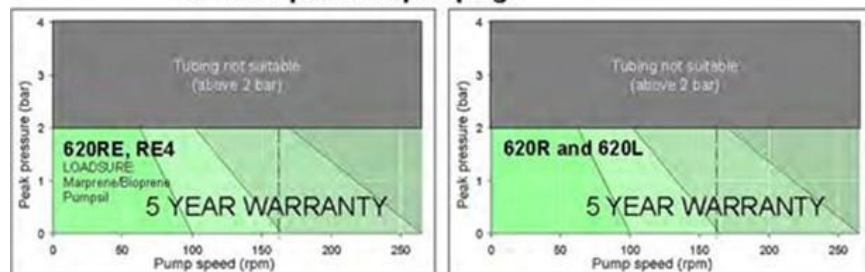 Peak pressure (bar)
4
3
2
1
0
Tubing not suitable
(above 2 bar)
620RE, RE4
LOADSURE
Marprene/Bioprene
Pumpsil
5 YEAR WARRANTY
0 50 100 150 200 250
Pump speed (rpm)
Peak pressure (bar)
4
3
2
1
0
Tubing not suitable
(above 2 bar)
620R and 620L
5 YEAR WARRANTY
0 50 100 150 200 250
Pump speed (rpm)